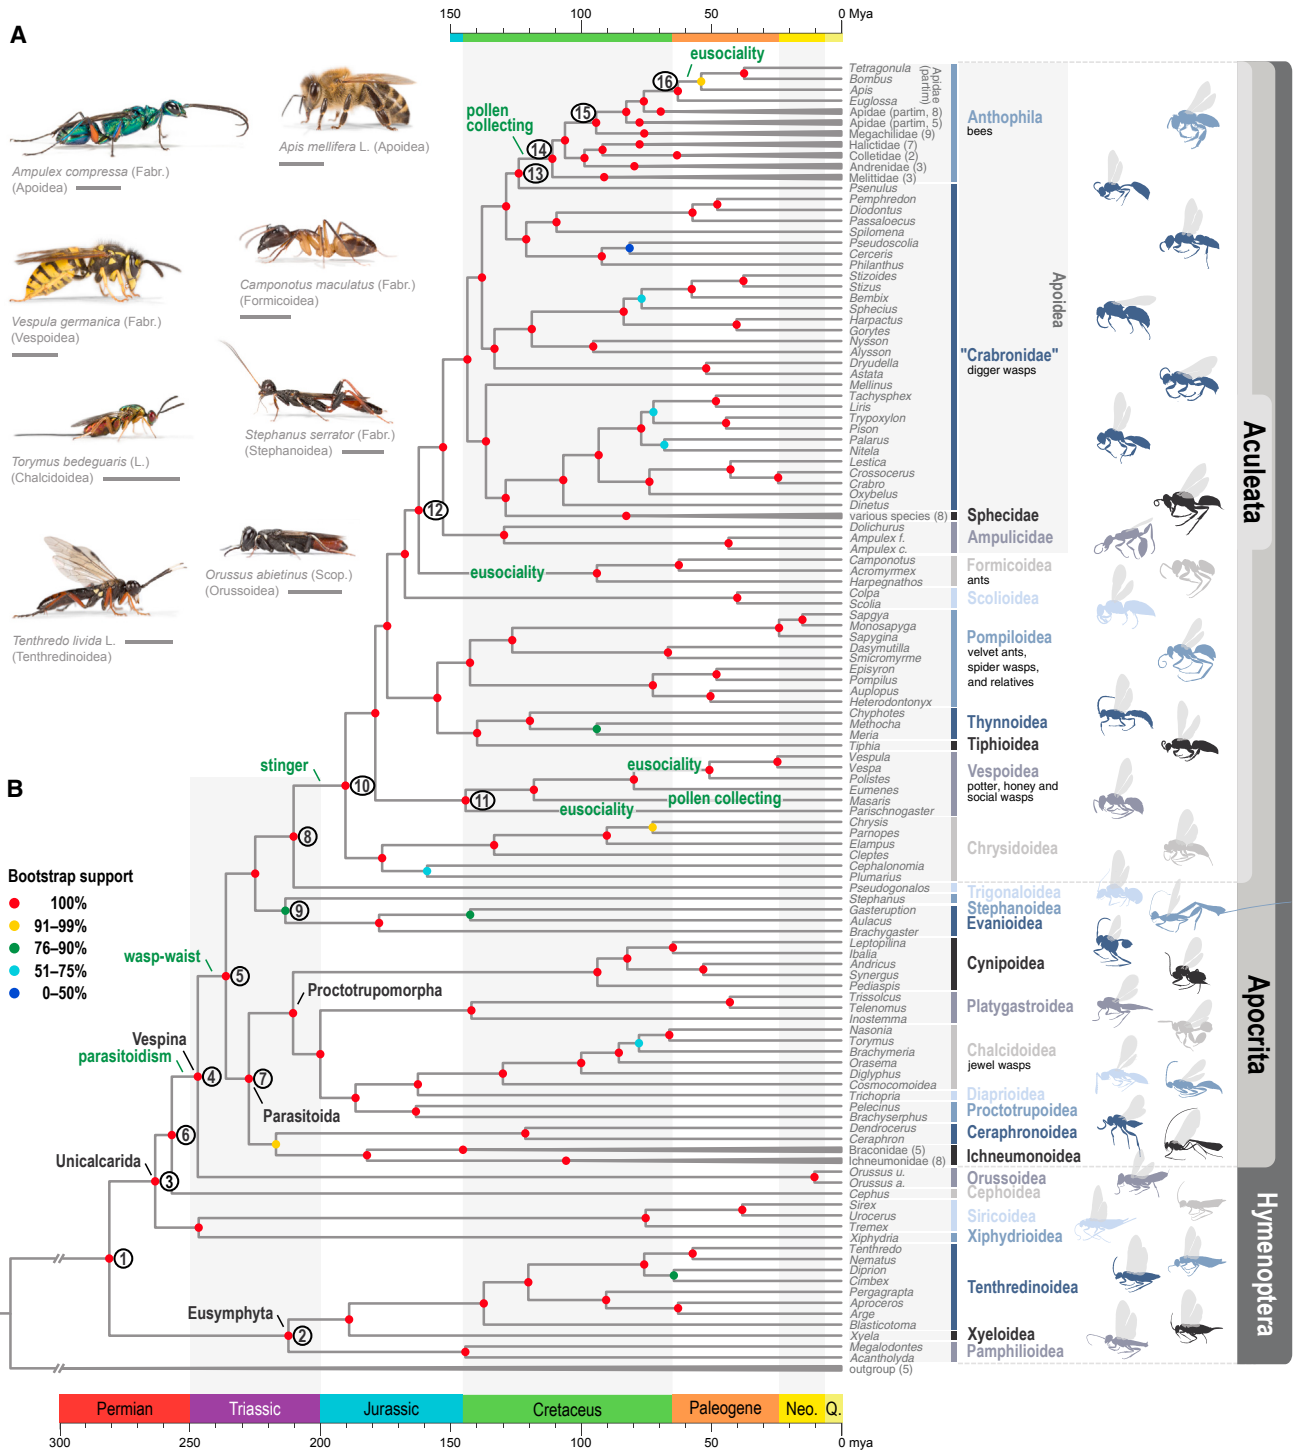 A
150
100
50
0 Mya
Ampulex compressa (Fabr.)
(Apoidea)
Apis mellifera L. (Apoidea)
Vespula germanica (Fabr.)
(Vespoidea)
Camponotus maculatus (Fabr.)
(Formicoidea)
Torymus bedeguaris (L.)
(Chalcidoidea)
Stephanus serrator (Fabr.)
(Stephanoidea)
Tenthredo livida L.
(Tenthredinoidea)
Orussus abietinus (Scop.)
(Orussoidea)
B
Bootstrap support
100%
91–99%
76–90%
51–75%
0–50%
eusociality
pollen
collecting
eusociality
stinger
eusociality
pollen collecting
eusociality
wasp-waist
parasitoidism
Proctotrupomorpha
Vespina
Parasitoida
Unicalcarida
Eusymphyta
16
15
14
13
12
10
11
8
9
5
4
7
6
3
1
2
Tetragonula
Bombus
Apis
Euglossa
Apidae (partim, 8)
Apidae (partim, 5)
Megachilidae (9)
Halictidae (7)
Colletidae (2)
Andrenidae (3)
Melittidae (3)
Psenulus
Pemphredon
Diodontus
Passaloecus
Spilomena
Pseudoscolia
Cerceris
Philanthus
Stizoides
Stizus
Bembix
Sphecius
Harpactus
Gorytes
Nysson
Alysson
Dryudella
Astata
Mellinus
Tachysphex
Liris
Trypoxylon
Pison
Palarus
Nitela
Lestica
Crossocerus
Crabro
Oxybelus
Dinetus
various species (8)
Dolichurus
Ampulex f.
Ampulex c.
Camponotus
Acromyrmex
Harpegnathos
Colpa
Scolia
Sapgya
Monosapyga
Sapygina
Dasymutilla
Smicromyrme
Episyron
Pompilus
Auplopus
Heterodontonyx
Chyphotes
Methocha
Meria
Tiphia
Vespula
Vespa
Polistes
Eumenes
Masaris
Parischnogaster
Chrysis
Parnopes
Elampus
Cleptes
Cephalonomia
Plumarius
Pseudogonalos
Stephanus
Gasteruption
Aulacus
Brachygaster
Leptopilina
Ibalia
Andricus
Synergus
Pediaspis
Trissolcus
Telenomus
Inostemma
Nasonia
Torymus
Brachymeria
Orasema
Diglyphus
Cosmocomoidea
Trichopria
Pelecinus
Brachyserphus
Dendrocerus
Ceraphron
Braconidae (5)
Ichneumonidae (8)
Orussus u.
Orussus a.
Cephus
Sirex
Urocerus
Tremex
Xiphydria
Tenthredo
Nematus
Diprion
Cimbex
Pergagrapta
Aproceros
Arge
Blasticotoma
Xyela
Megalodontes
Acantholyda
outgroup (5)
Apidae
(partim)
Anthophila
bees
Apoidea
"Crabronidae"
digger wasps
Sphecidae
Ampulicidae
Formicoidea
ants
Scolioidea
Pompiloidea
velvet ants,
spider wasps,
and relatives
Thynnoidea
Tiphioidea
Vespoidea
potter, honey and
social wasps
Chrysidoidea
Trigonaloidea
Stephanoidea
Evanioidea
Cynipoidea
Platygastroidea
Chalcidoidea
jewel wasps
Diaprioidea
Proctotrupoidea
Ceraphronoidea
Ichneumonoidea
Orussoidea
Cephoidea
Siricoidea
Xiphydrioidea
Tenthredinoidea
Xyeloidea
Pamphilioidea
Aculeata
Apocrita
Hymenoptera
Permian
Triassic
Jurassic
Cretaceus
Paleogene
Neo.
Q.
300
250
200
150
100
50
0 mya